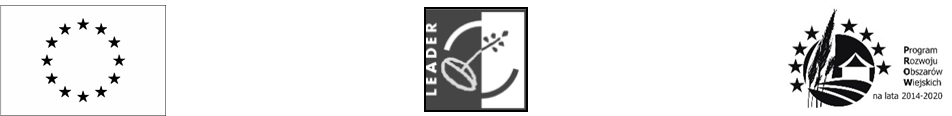 LEADER
Program
Rozwoju
Obszarów
Wiejskich
na lata 2014-2020